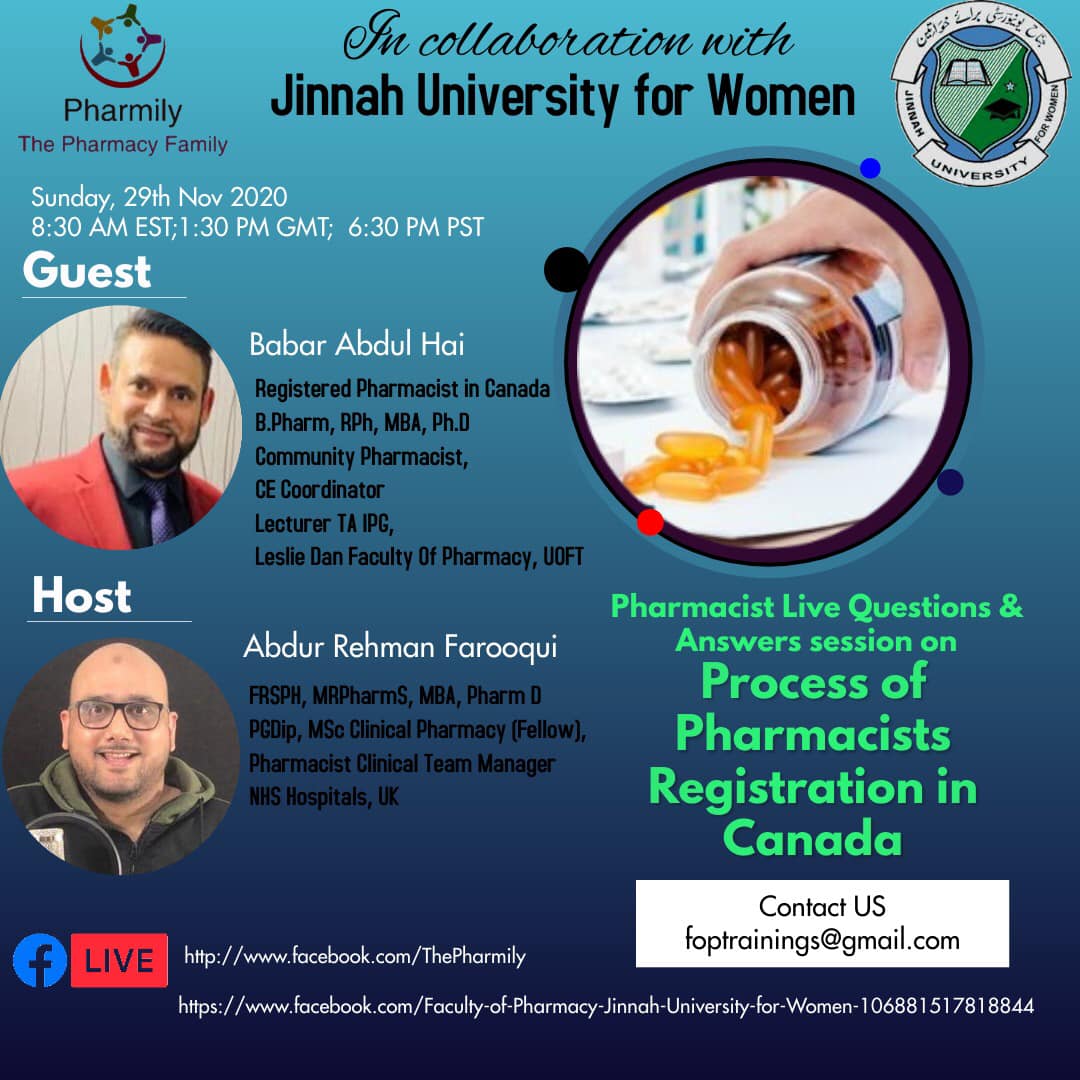 Pharmily
The Pharmacy Family
In collaboration with
Jinnah University for Women
جناح یونیورسٹی برائے خواتین
JINNAH UNIVERSITY FOR WOMEN
Sunday, 29th Nov 2020
8:30 AM EST;1:30 PM GMT; 6:30 PM PST
Guest
Babar Abdul Hai
Registered Pharmacist in Canada
B.Pharm, RPh, MBA, Ph.D
Community Pharmacist,
CE Coordinator
Lecturer TA IPG,
Leslie Dan Faculty Of Pharmacy, UOFT
Host
Abdur Rehman Farooqui
FRSPH, MRPharmS, MBA, Pharm D
PGDip, MSc Clinical Pharmacy (Fellow),
Pharmacist Clinical Team Manager
NHS Hospitals, UK
Pharmacist Live Questions &
Answers session on
Process of
Pharmacists
Registration in
Canada
Contact US
foptrainings@gmail.com
f LIVE http://www.facebook.com/ThePharmily
https://www.facebook.com/Faculty-of-Pharmacy-Jinnah-University-for-Women-106881517818844